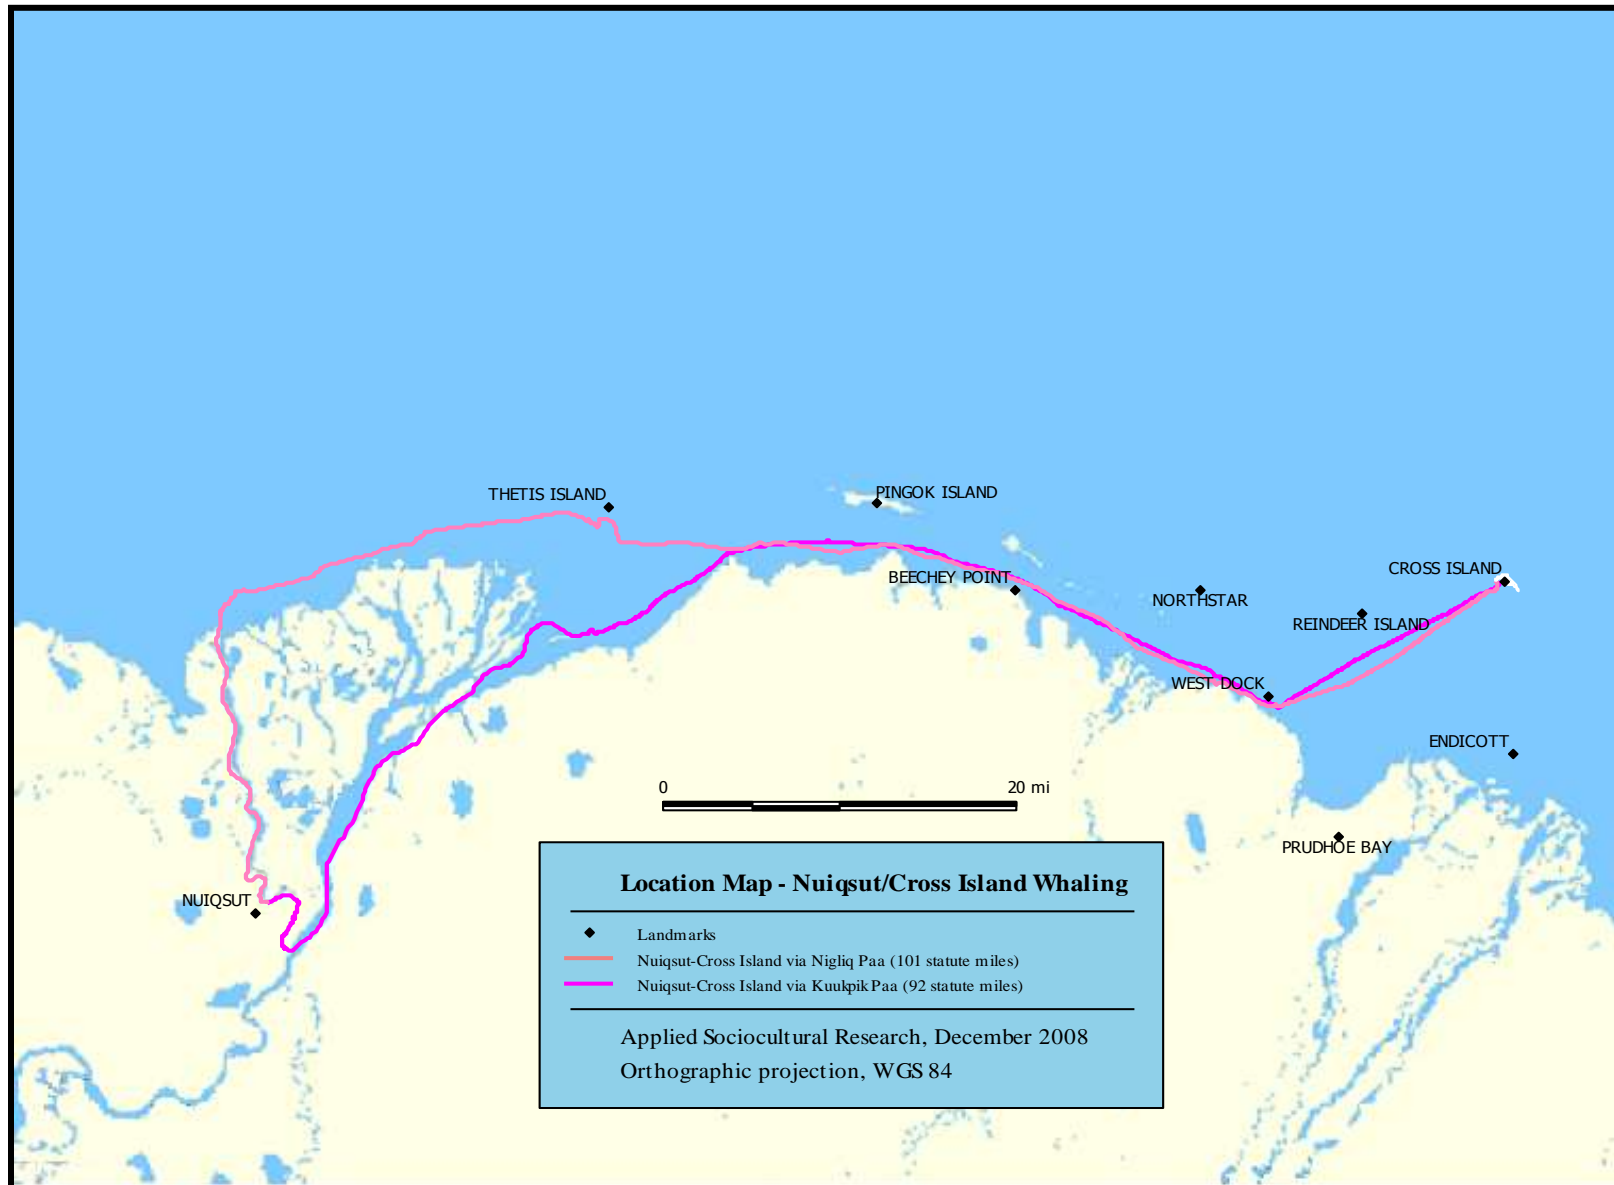 THETIS ISLAND
PINGOK ISLAND
BEECHEY POINT
CROSS ISLAND
NORTHSTAR
REINDEER ISLAND
WEST DOCK
ENDICOTT
0 20 mi
PRUDHOE BAY
NUIQSUT
Location Map - Nuiqsut/Cross Island Whaling
Landmarks
Nuiqsut-Cross Island via Nigliq Paa (101 statute miles)
Nuiqsut-Cross Island via Kuukpik Paa (92 statute miles)
Applied Sociocultural Research, December 2008
Orthographic projection, WGS 84